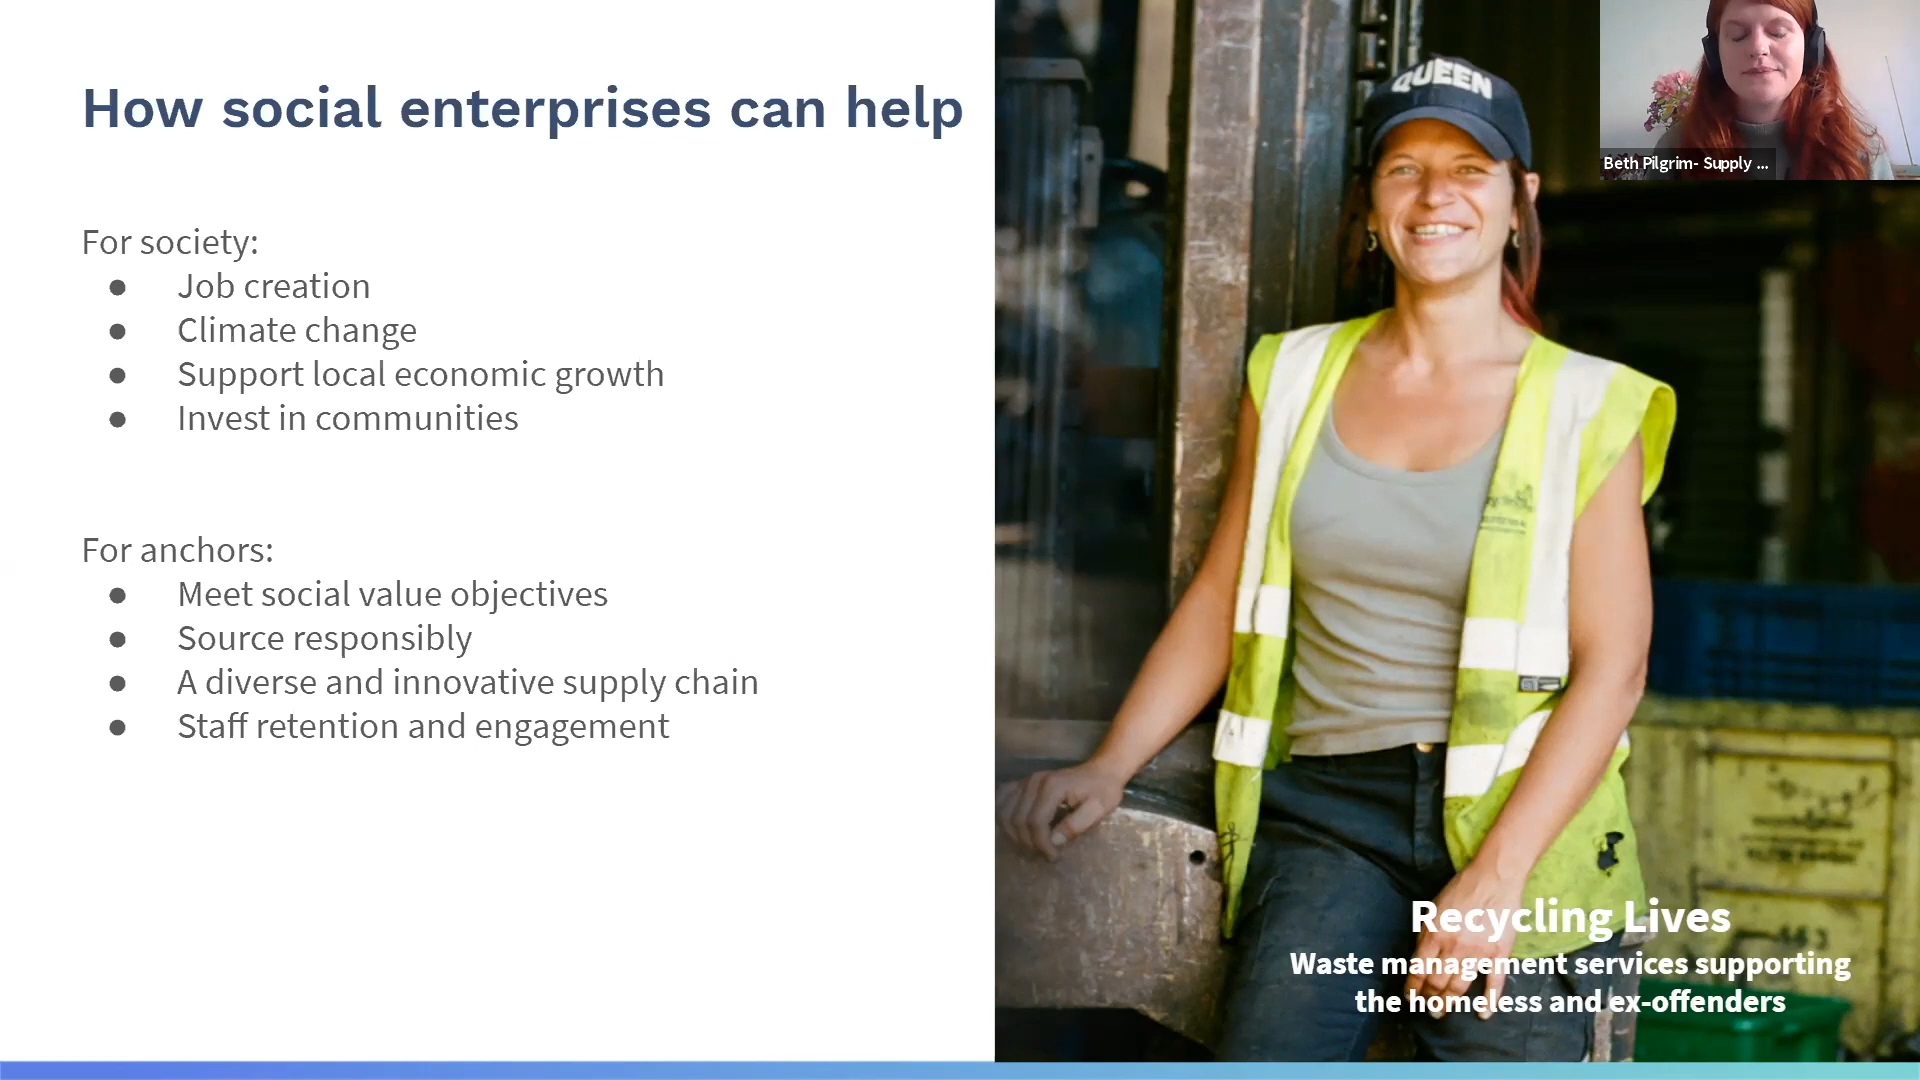 How social enterprises can help
For society:
● Job creation
● Climate change
● Support local economic growth
● Invest in communities
For anchors:
● Meet social value objectives
● Source responsibly
● A diverse and innovative supply chain
● Staff retention and engagement
QUEEN
Beth Pilgrim- Supply ...
Recycling Lives
Waste management services supporting
the homeless and ex-offenders